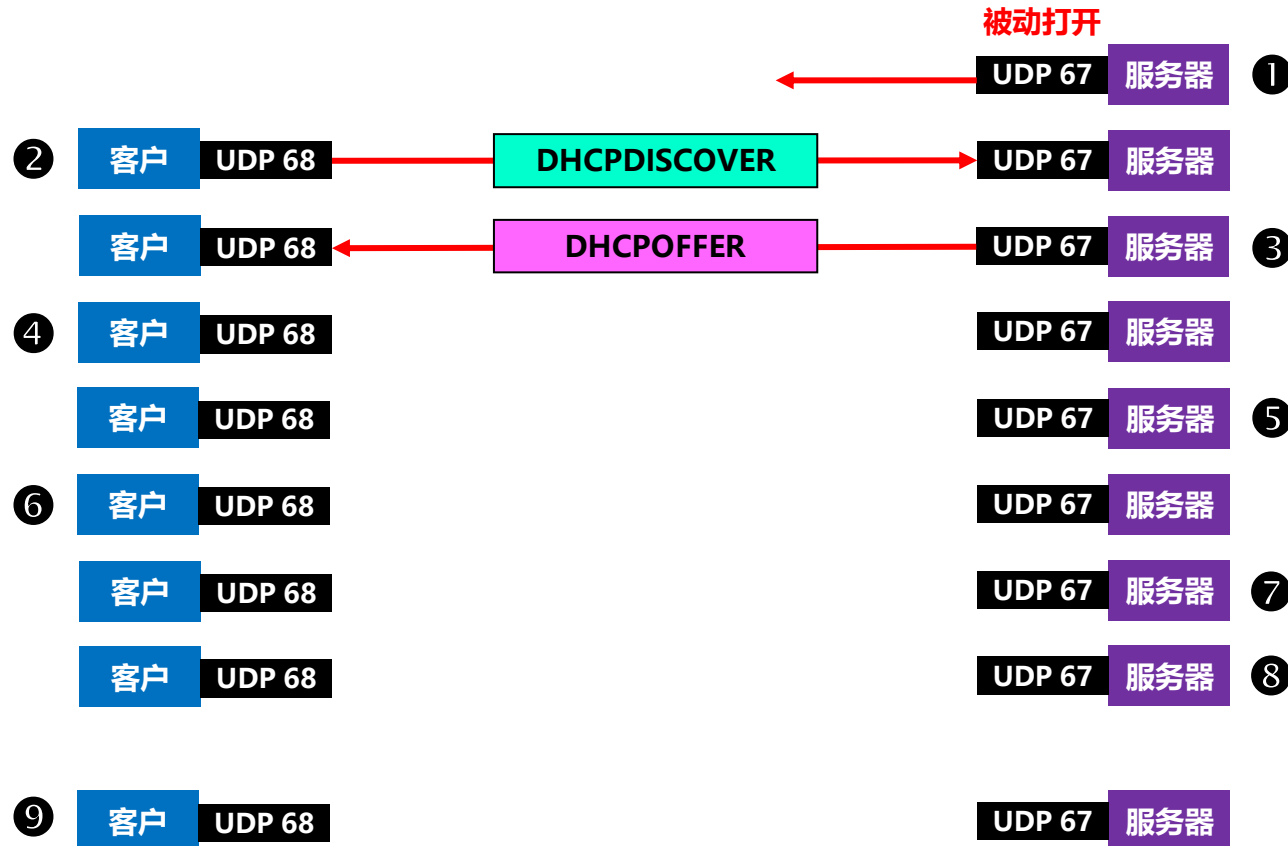 被动打开
UDP 67 服务器 ❶
❷ 客户 UDP 68 DHCPDISCOVER UDP 67 服务器
客户 UDP 68 DHCPOFFER UDP 67 服务器 ❸
❹ 客户 UDP 68 UDP 67 服务器
客户 UDP 68 UDP 67 服务器 ❺
❻ 客户 UDP 68 UDP 67 服务器
客户 UDP 68 UDP 67 服务器 ❼
客户 UDP 68 UDP 67 服务器 ❽
❾ 客户 UDP 68 UDP 67 服务器